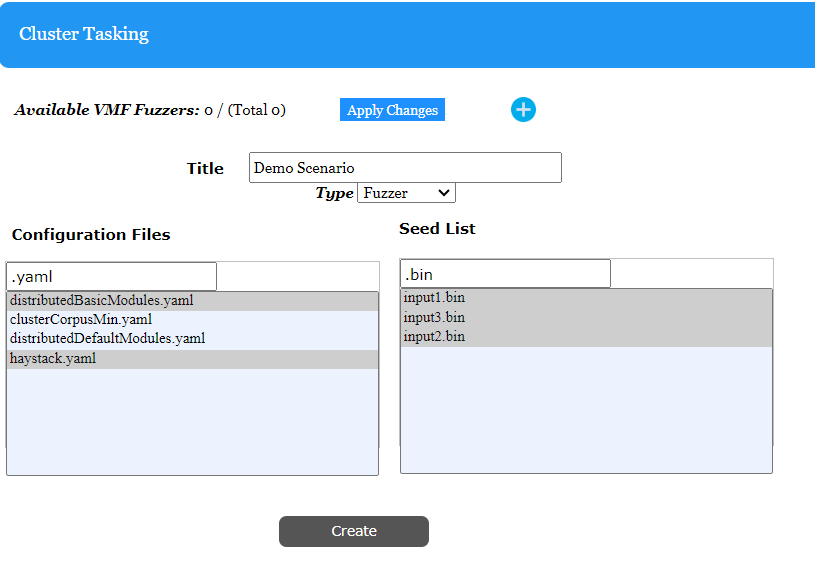 Cluster Tasking
Available VMF Fuzzers: 0 / (Total 0)
Apply Changes
Title
Demo Scenario
Type
Fuzzer
Configuration Files
Seed List
.yaml
distributedBasicModules.yaml
clusterCorpusMin.yaml
distributedDefaultModules.yaml
haystack.yaml
.bin
input1.bin
input3.bin
input2.bin
Create